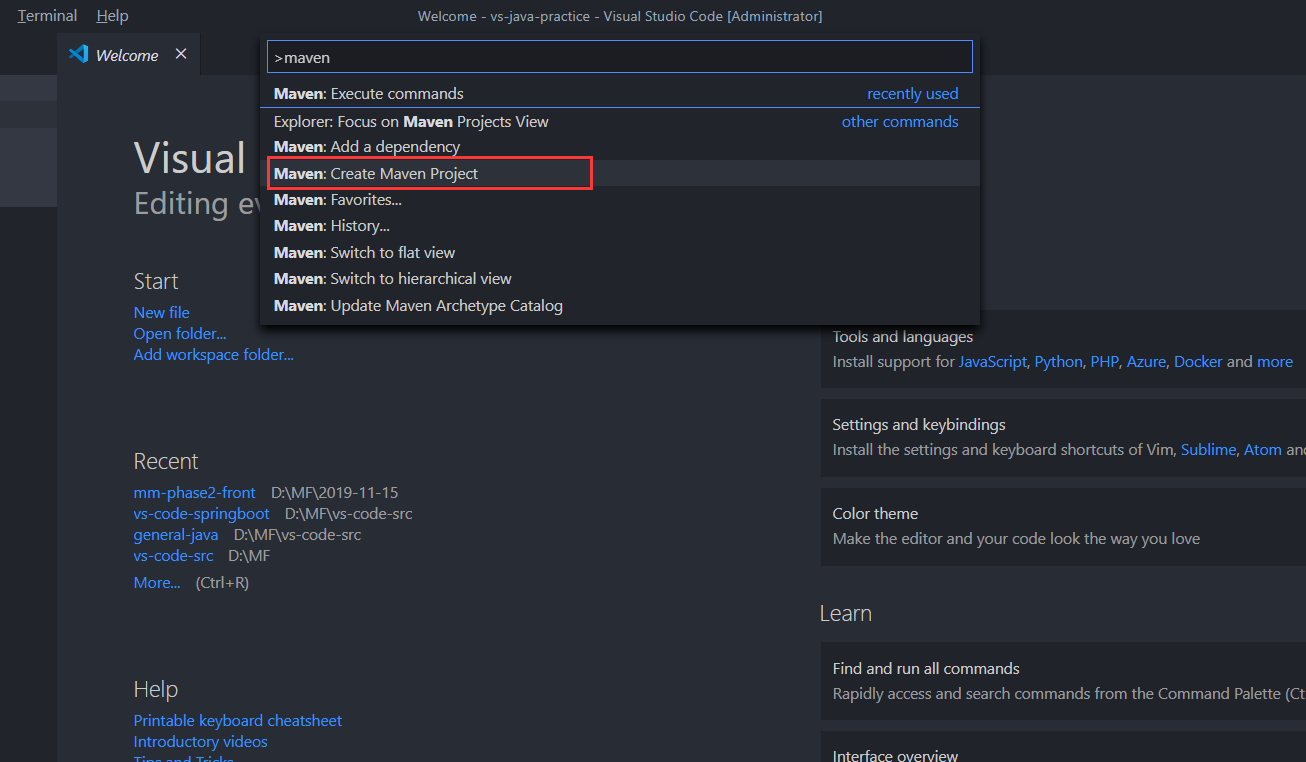 Terminal Help Welcome - vs-java-practice - Visual Studio Code [Administrator]
Welcome
>maven
Maven: Execute commands recently used
Explorer: Focus on Maven Projects View other commands
Maven: Add a dependency
Maven: Create Maven Project
Maven: Favorites...
Maven: History...
Maven: Switch to flat view
Maven: Switch to hierarchical view
Maven: Update Maven Archetype Catalog
Visual
Editing
Start
New file
Open folder...
Add workspace folder...
Recent
mm-phase2-front D:\MF\2019-11-15
vs-code-springboot D:\MF\vs-code-src
general-java D:\MF\vs-code-src
vs-code-src D:\MF
More... (Ctrl+R)
Help
Printable keyboard cheatsheet
Introductory videos
Tips and Tricks
Tools and languages
Install support for JavaScript, Python, PHP, Azure, Docker and more
Settings and keybindings
Install the settings and keyboard shortcuts of Vim, Sublime, Atom and
Color theme
Make the editor and your code look the way you love
Learn
Find and run all commands
Rapidly access and search commands from the Command Palette (Ct
Interface overview